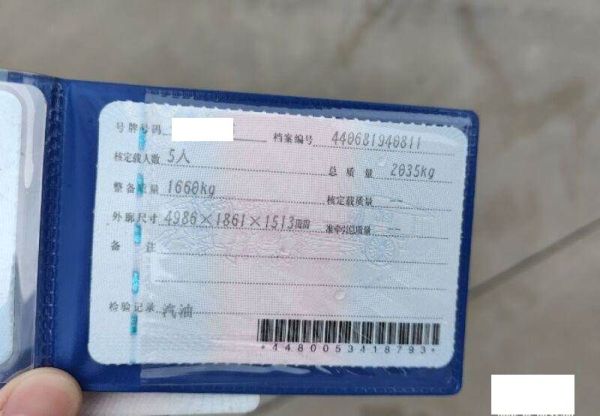 号牌号码 档案编号 440681940811
核定载人数 5人 总质量 2035kg
整备质量 1660kg 核定载质量 --
外廓尺寸 4986×1861×1513mm 准牵引总质量 --
备注
检验记录 汽油
*4480053418793*